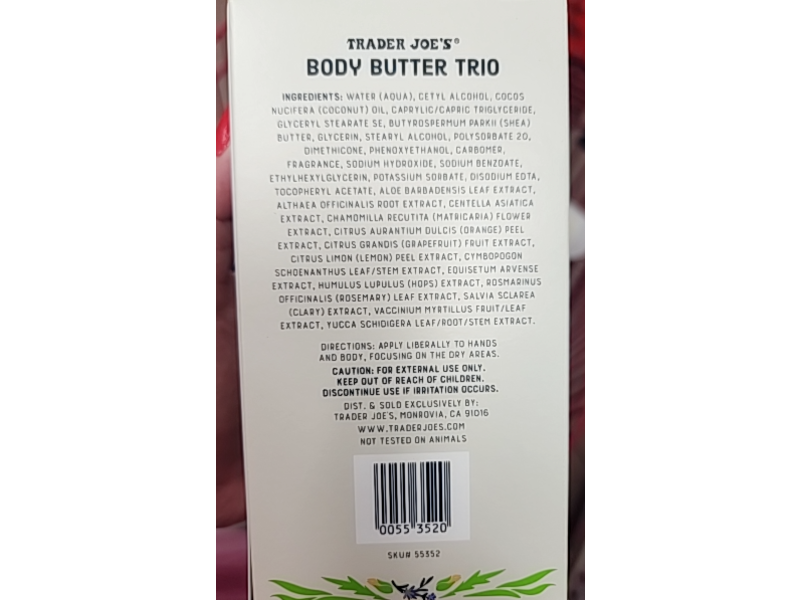 TRADER JOE'S®
BODY BUTTER TRIO
INGREDIENTS: WATER (AQUA), CETYL ALCOHOL, COCOS
NUCIFERA (COCONUT) OIL, CAPRYLIC/CAPRIC TRIGLYCERIDE,
GLYCERYL STEARATE SE, BUTYROSPERMUM PARKII (SHEA)
BUTTER, GLYCERIN, STEARYL ALCOHOL, POLYSORBATE 20,
DIMETHICONE, PHENOXYETHANOL, CARBOMER,
FRAGRANCE, SODIUM HYDROXIDE, SODIUM BENZOATE,
ETHYLHEXYLGLYCERIN, POTASSIUM SORBATE, DISODIUM EDTA,
TOCOPHERYL ACETATE, ALOE BARBADENSIS LEAF EXTRACT,
ALTHAEA OFFICINALIS ROOT EXTRACT, CENTELLA ASIATICA
EXTRACT, CHAMOMILLA RECUTITA (MATRICARIA) FLOWER
EXTRACT, CITRUS AURANTIUM DULCIS (ORANGE) PEEL
EXTRACT, CITRUS GRANDIS (GRAPEFRUIT) FRUIT EXTRACT,
CITRUS LIMON (LEMON) PEEL EXTRACT, CYMBOPOGON
SCHOENANTHUS LEAF/STEM EXTRACT, EQUISETUM ARVENSE
EXTRACT, HUMULUS LUPULUS (HOPS) EXTRACT, ROSMARINUS
OFFICINALIS (ROSEMARY) LEAF EXTRACT, SALVIA SCLAREA
(CLARY) EXTRACT, VACCINIUM MYRTILLUS FRUIT/LEAF
EXTRACT, YUCCA SCHIDIGERA LEAF/ROOT/STEM EXTRACT.
DIRECTIONS: APPLY LIBERALLY TO HANDS
AND BODY, FOCUSING ON THE DRY AREAS.
CAUTION: FOR EXTERNAL USE ONLY.
KEEP OUT OF REACH OF CHILDREN.
DISCONTINUE USE IF IRRITATION OCCURS.
DIST. & SOLD EXCLUSIVELY BY:
TRADER JOE'S, MONROVIA, CA 91016
WWW.TRADERJOES.COM
NOT TESTED ON ANIMALS
0055 3520
SKU# 55352